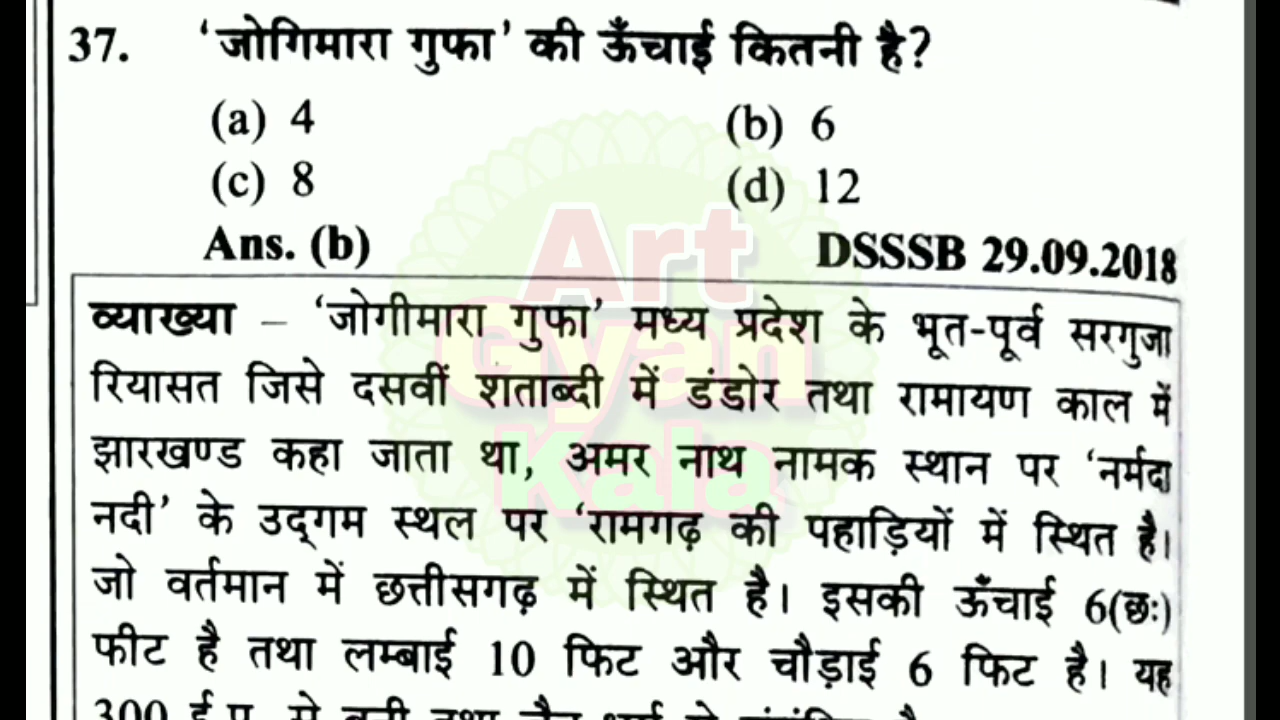 37. 'जोगिमारा गुफा' की ऊँचाई कितनी है?
(a) 4 (b) 6
(c) 8 (d) 12
Ans. (b) DSSSB 29.09.2018
व्याख्या – 'जोगीमारा गुफा' मध्य प्रदेश के भूत-पूर्व सरगुजा
रियासत जिसे दसवीं शताब्दी में डंडोर तथा रामायण काल में
झारखण्ड कहा जाता था, अमर नाथ नामक स्थान पर 'नर्मदा
नदी' के उद्गम स्थल पर 'रामगढ़ की पहाड़ियों में स्थित है।
जो वर्तमान में छत्तीसगढ़ में स्थित है। इसकी ऊँचाई 6(छः)
फीट है तथा लम्बाई 10 फिट और चौड़ाई 6 फिट है। यह
300 ई.पू.
Art
Gyan
Kala